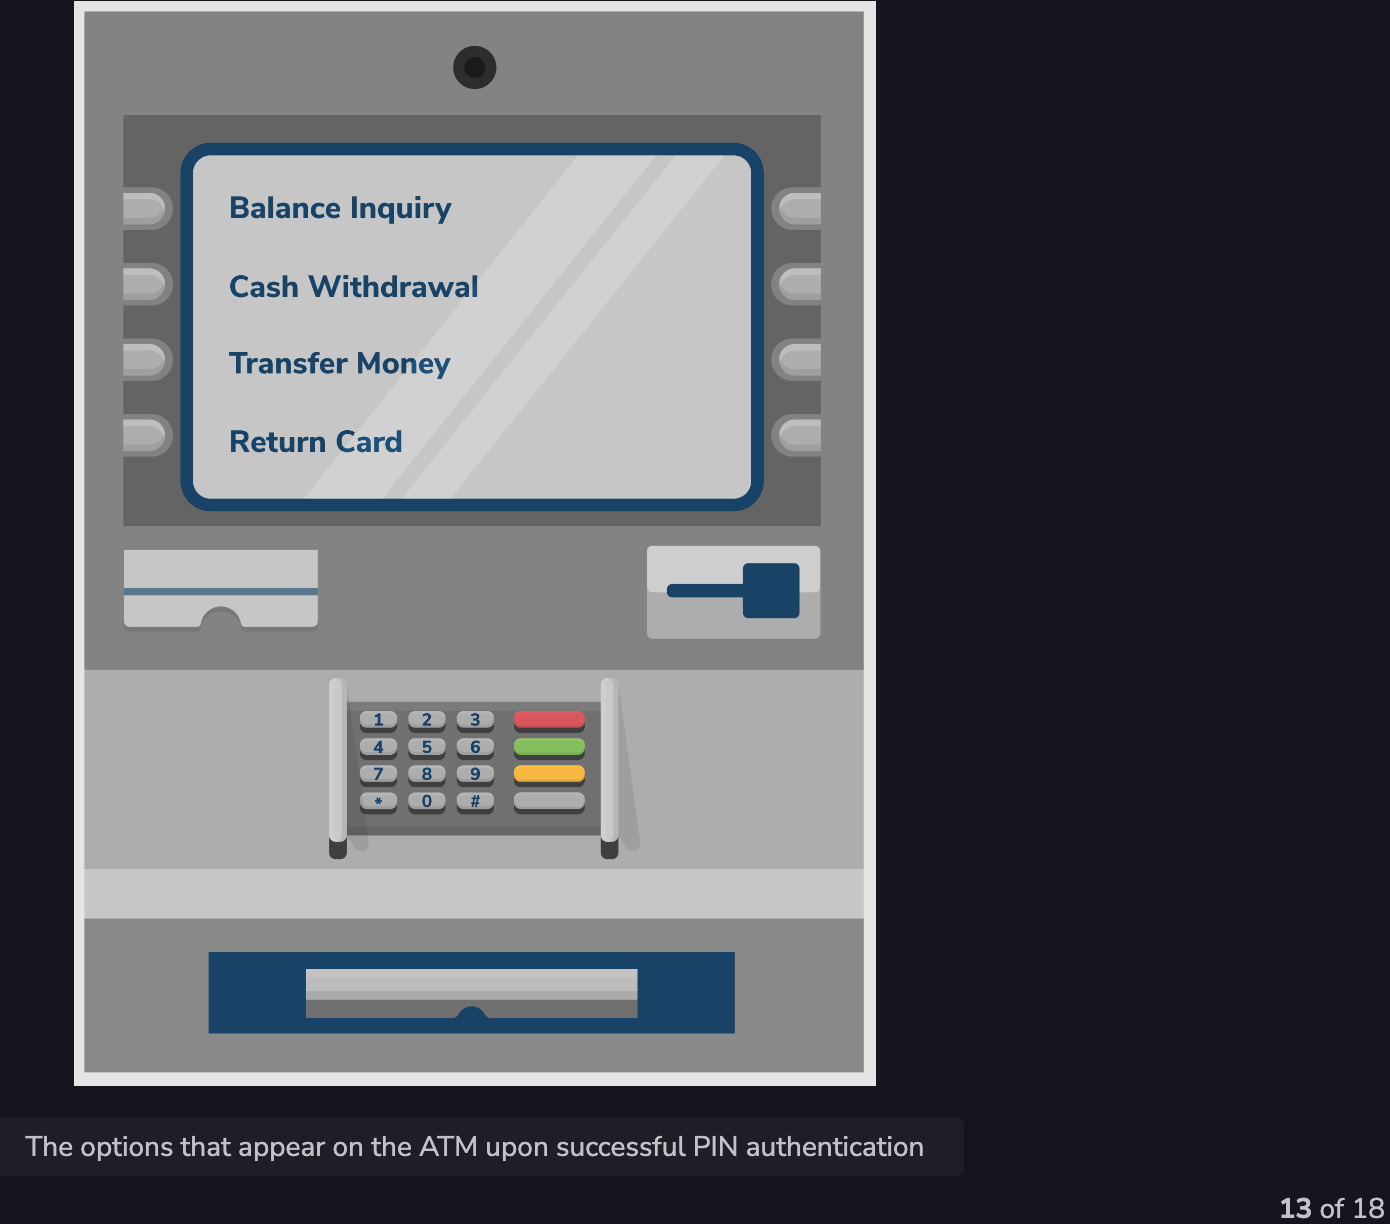 Balance Inquiry
Cash Withdrawal
Transfer Money
Return Card
1 2 3
4 5 6
7 8 9
* 0 #
The options that appear on the ATM upon successful PIN authentication
13 of 18